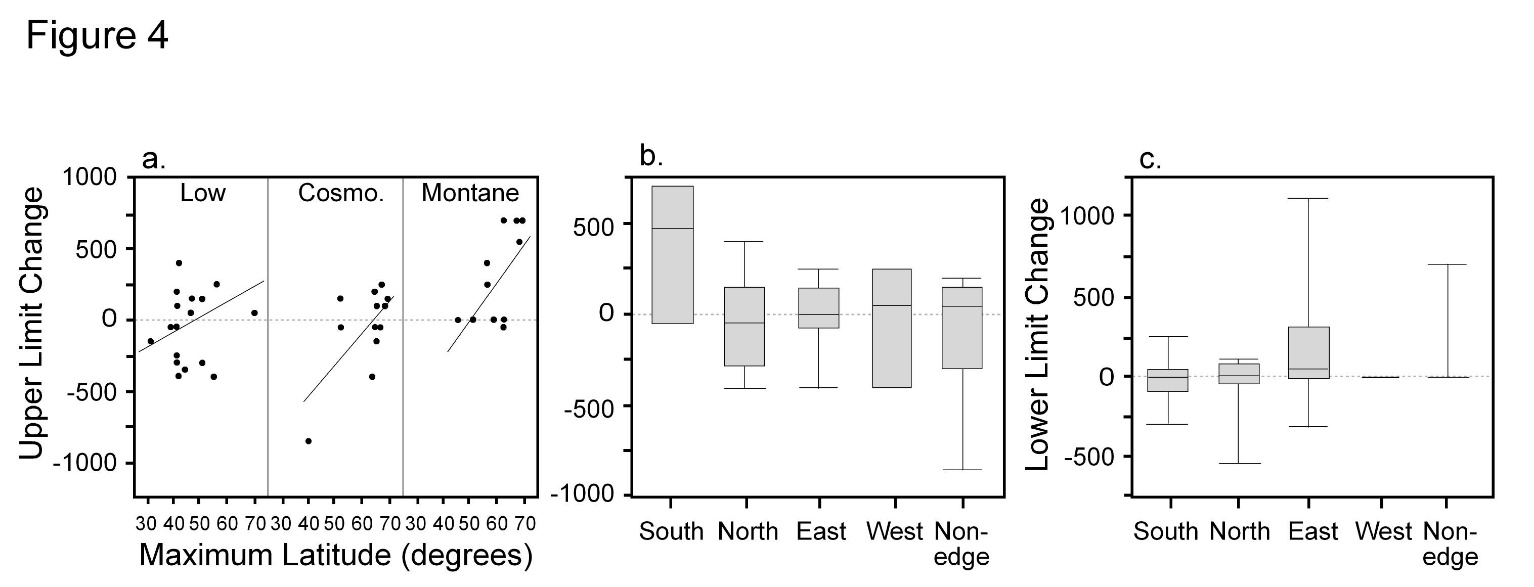 Figure 4
a.
Upper Limit Change
1000
500
0
-500
-1000
Low
Cosmo.
Montane
30 40 50 60 70 30 40 50 60 70 30 40 50 60 70
Maximum Latitude (degrees)
b.
500
0
-500
-1000
South North East West Non-
edge
c.
Lower Limit Change
1000
500
0
-500
South North East West Non-
edge